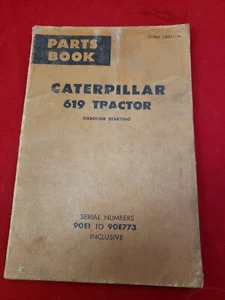 PARTS
BOOK
CATERPILLAR
619 TRACTOR
GASOLINE STARTING
SERIAL NUMBERS
90E1 TO 90E773
INCLUSIVE